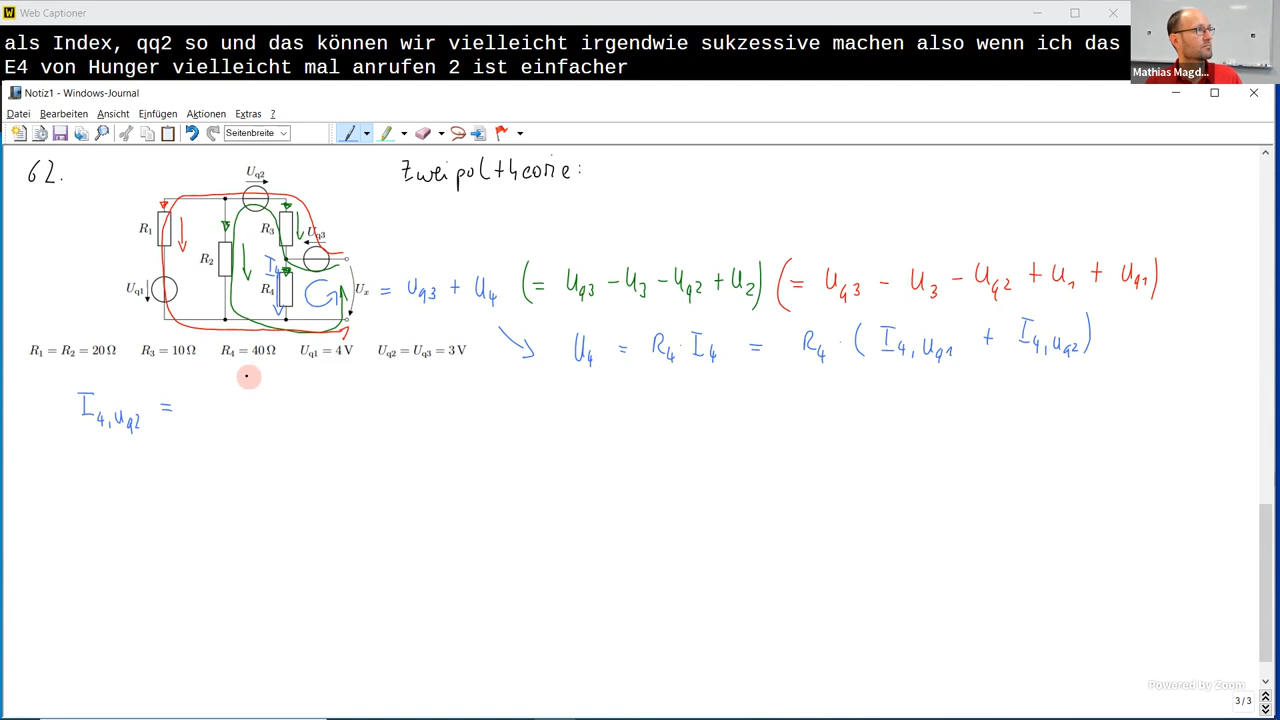 Web Captioner
als Index, qq2 so und das können wir vielleicht irgendwie sukzessive machen also wenn ich das
E4 von Hunger vielleicht mal anrufen 2 ist einfacher
Mathias Magd...
Notiz1 - Windows-Journal
Datei Bearbeiten Ansicht Einfügen Aktionen Extras ?
Seitenbreite
62.
Zweipoltheorie:
Uq2
R1
R3
Uq3
R2
I4
Uq1
R4
Ux
= Uq3 + U4 (= Uq3 - U3 - Uq2 + U2) (= Uq3 - U3 - Uq2 + U1 + Uq1)
U4 = R4 · I4 = R4 · ( I4,Uq1 + I4,Uq2)
R1 = R2 = 20 Ω R3 = 10 Ω R4 = 40 Ω Uq1 = 4 V Uq2 = Uq3 = 3 V
I4,Uq2 =
Powered by Zoom
3 / 3